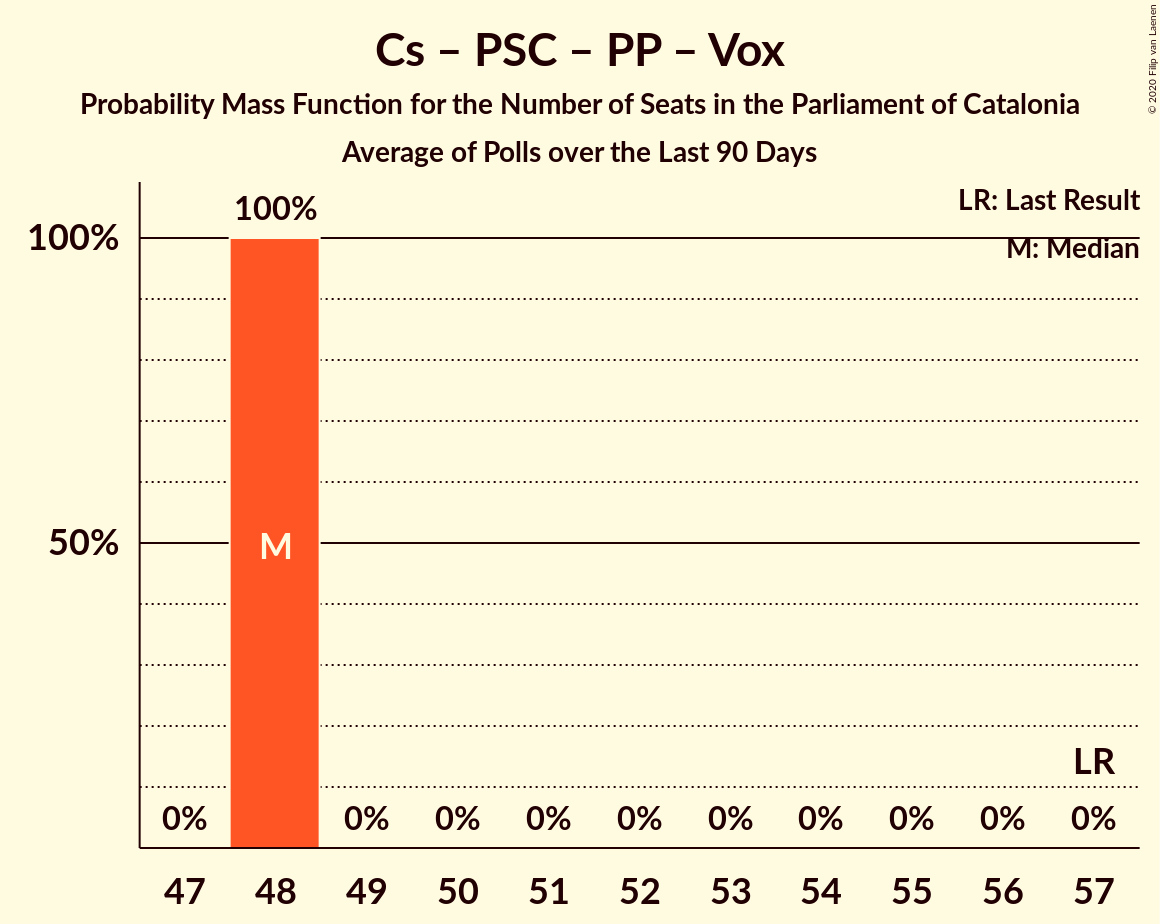 Cs – PSC – PP – Vox
Probability Mass Function for the Number of Seats in the Parliament of Catalonia
Average of Polls over the Last 90 Days
© 2020 Filip van Laenen
LR: Last Result
M: Median
100%
100%
50%
M
LR
0% 0% 0% 0% 0% 0% 0% 0% 0% 0%
47 48 49 50 51 52 53 54 55 56 57